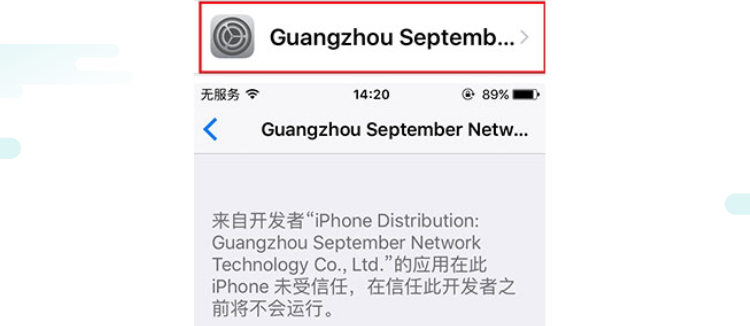 Guangzhou Septemb...
无服务 14:20 89%
Guangzhou September Netw...
来自开发者“iPhone Distribution:
Guangzhou September Network
Technology Co., Ltd.”的应用在此
iPhone 未受信任，在信任此开发者之
前将不会运行。